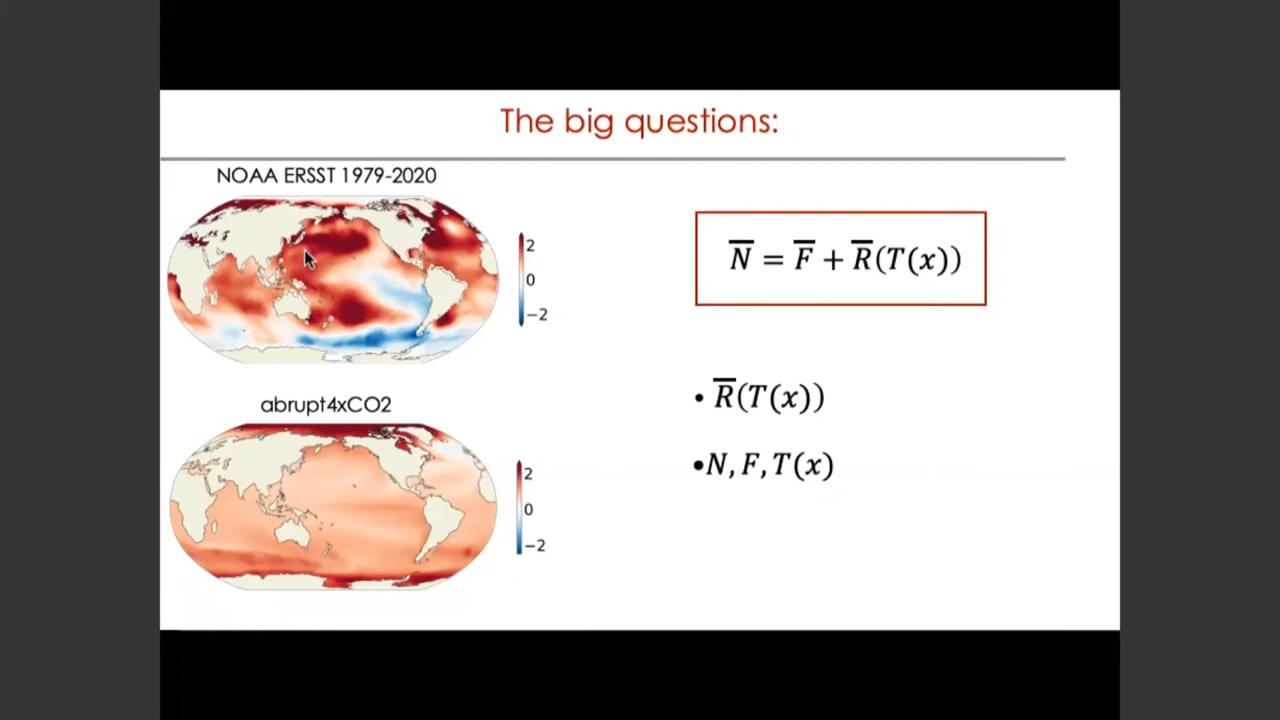 The big questions:
NOAA ERSST 1979-2020
2
0
−2
N̅ = F̅ + R̅(T(x))
abrupt4xCO2
2
0
−2
• R̅(T(x))
•N, F, T(x)